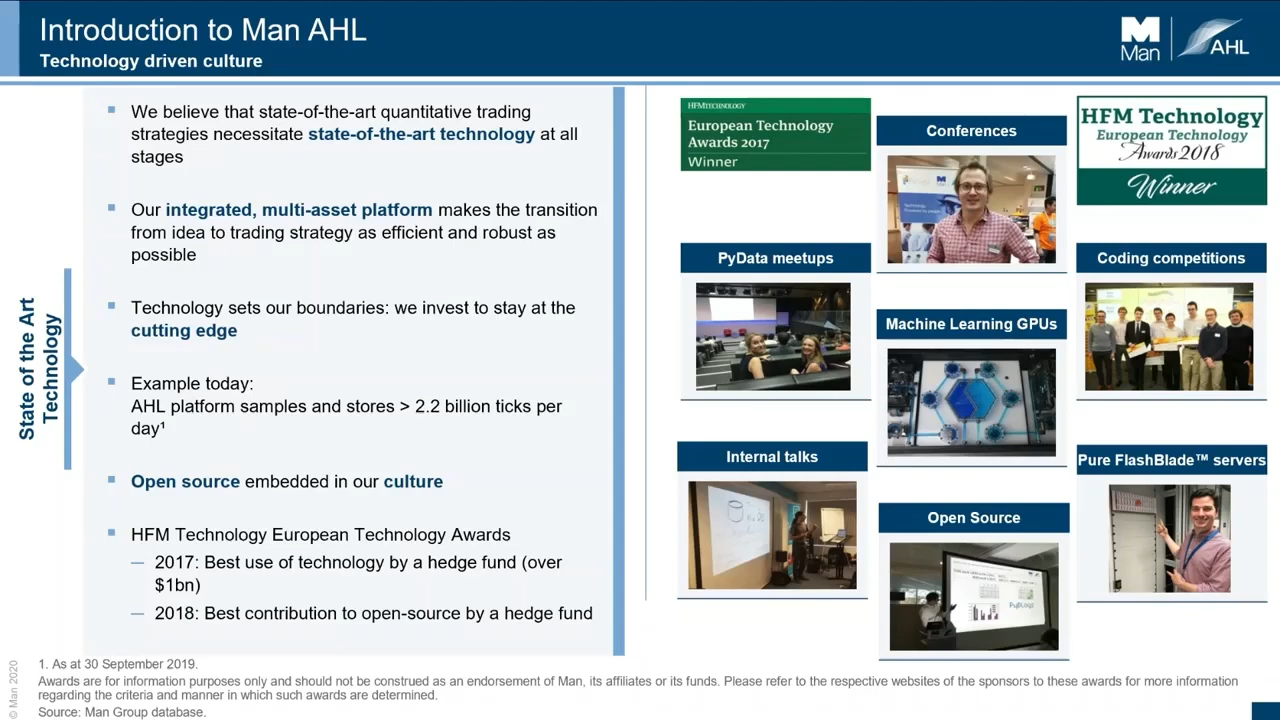 Introduction to Man AHL
Technology driven culture
Man
AHL
State of the Art
Technology
We believe that state-of-the-art quantitative trading
strategies necessitate state-of-the-art technology at all
stages
Our integrated, multi-asset platform makes the transition
from idea to trading strategy as efficient and robust as
possible
Technology sets our boundaries: we invest to stay at the
cutting edge
Example today:
AHL platform samples and stores > 2.2 billion ticks per
day¹
Open source embedded in our culture
HFM Technology European Technology Awards
— 2017: Best use of technology by a hedge fund (over
$1bn)
— 2018: Best contribution to open-source by a hedge fund
HFMTECHNOLOGY
European Technology
Awards 2017
Winner
Conferences
HFM Technology
European Technology
Awards 2018
Winner
PyData meetups
Coding competitions
Machine Learning GPUs
Internal talks
Pure FlashBlade™ servers
Open Source
1. As at 30 September 2019.
Awards are for information purposes only and should not be construed as an endorsement of Man, its affiliates or its funds. Please refer to the respective websites of the sponsors to these awards for more information
regarding the criteria and manner in which such awards are determined.
Source: Man Group database.
© Man 2020